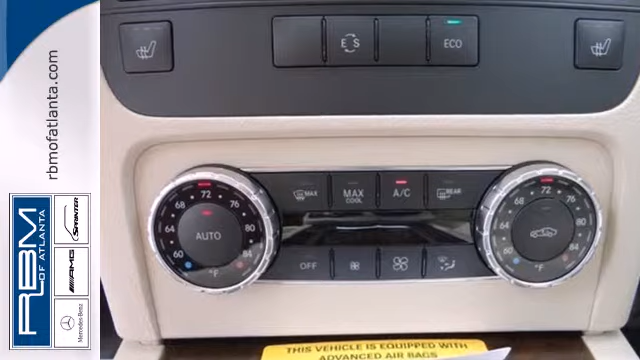 rbmofatlanta.com
RBM
OF ATLANTA
SPRINTER
AMG
Mercedes-Benz
E S
ECO
72
68 76
64 80
60 84
°F
AUTO
MAX
MAX
COOL
A/C
REAR
OFF
72
68 76
64 80
60 84
°F
THIS VEHICLE IS EQUIPPED WITH
ADVANCED AIR BAGS